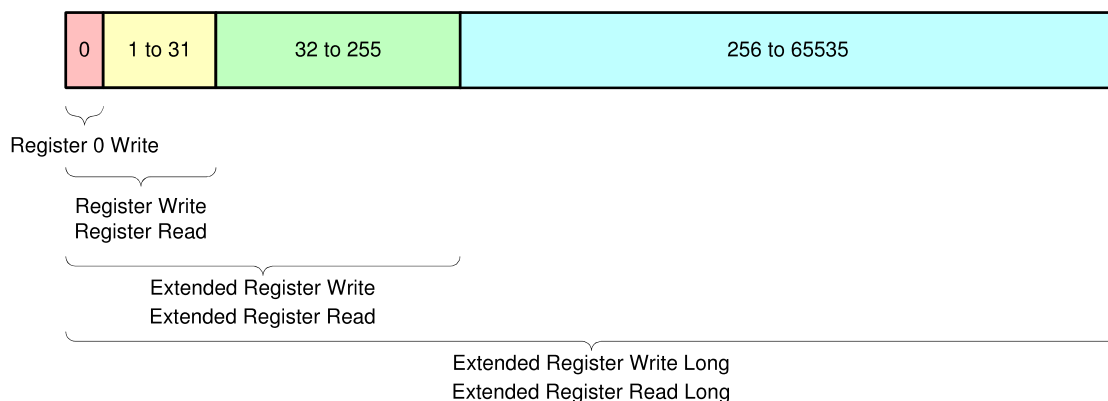 0
1 to 31
32 to 255
256 to 65535
Register 0 Write
Register Write
Register Read
Extended Register Write
Extended Register Read
Extended Register Write Long
Extended Register Read Long